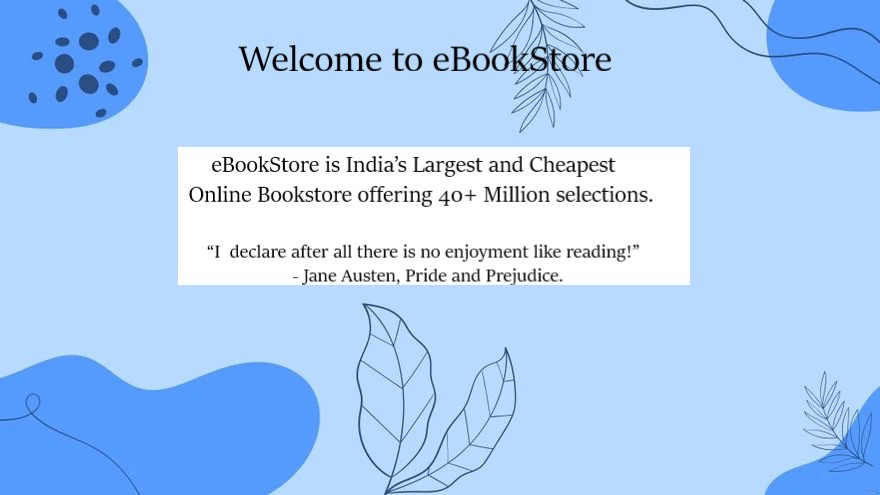 Welcome to eBookStore
eBookStore is India’s Largest and Cheapest
Online Bookstore offering 40+ Million selections.
“I  declare after all there is no enjoyment like reading!”
- Jane Austen, Pride and Prejudice.